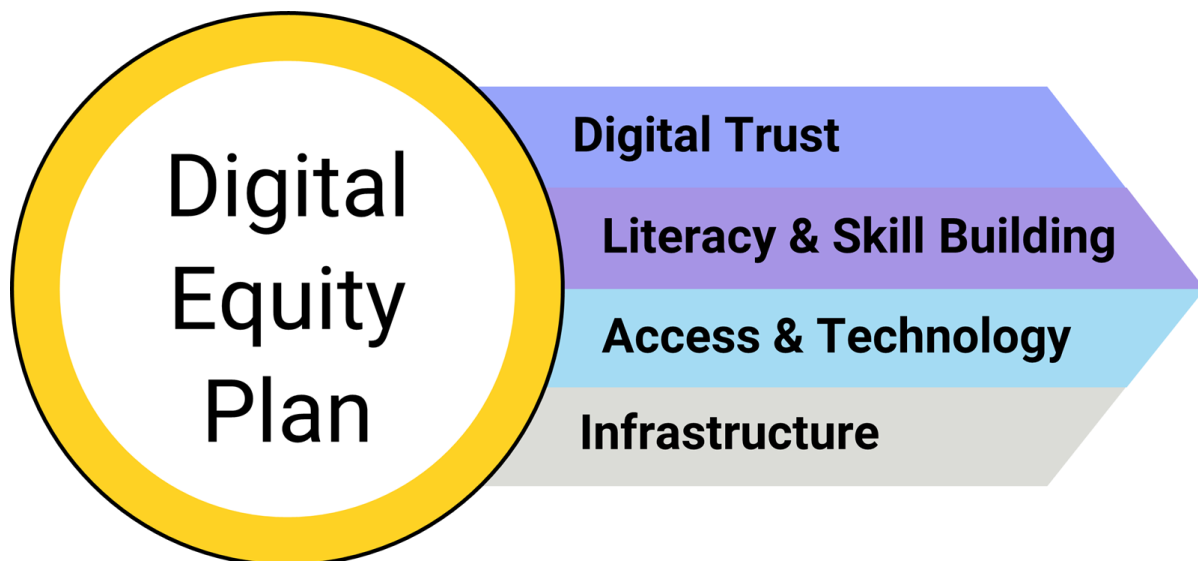 Digital
Equity
Plan
Digital Trust
Literacy & Skill Building
Access & Technology
Infrastructure